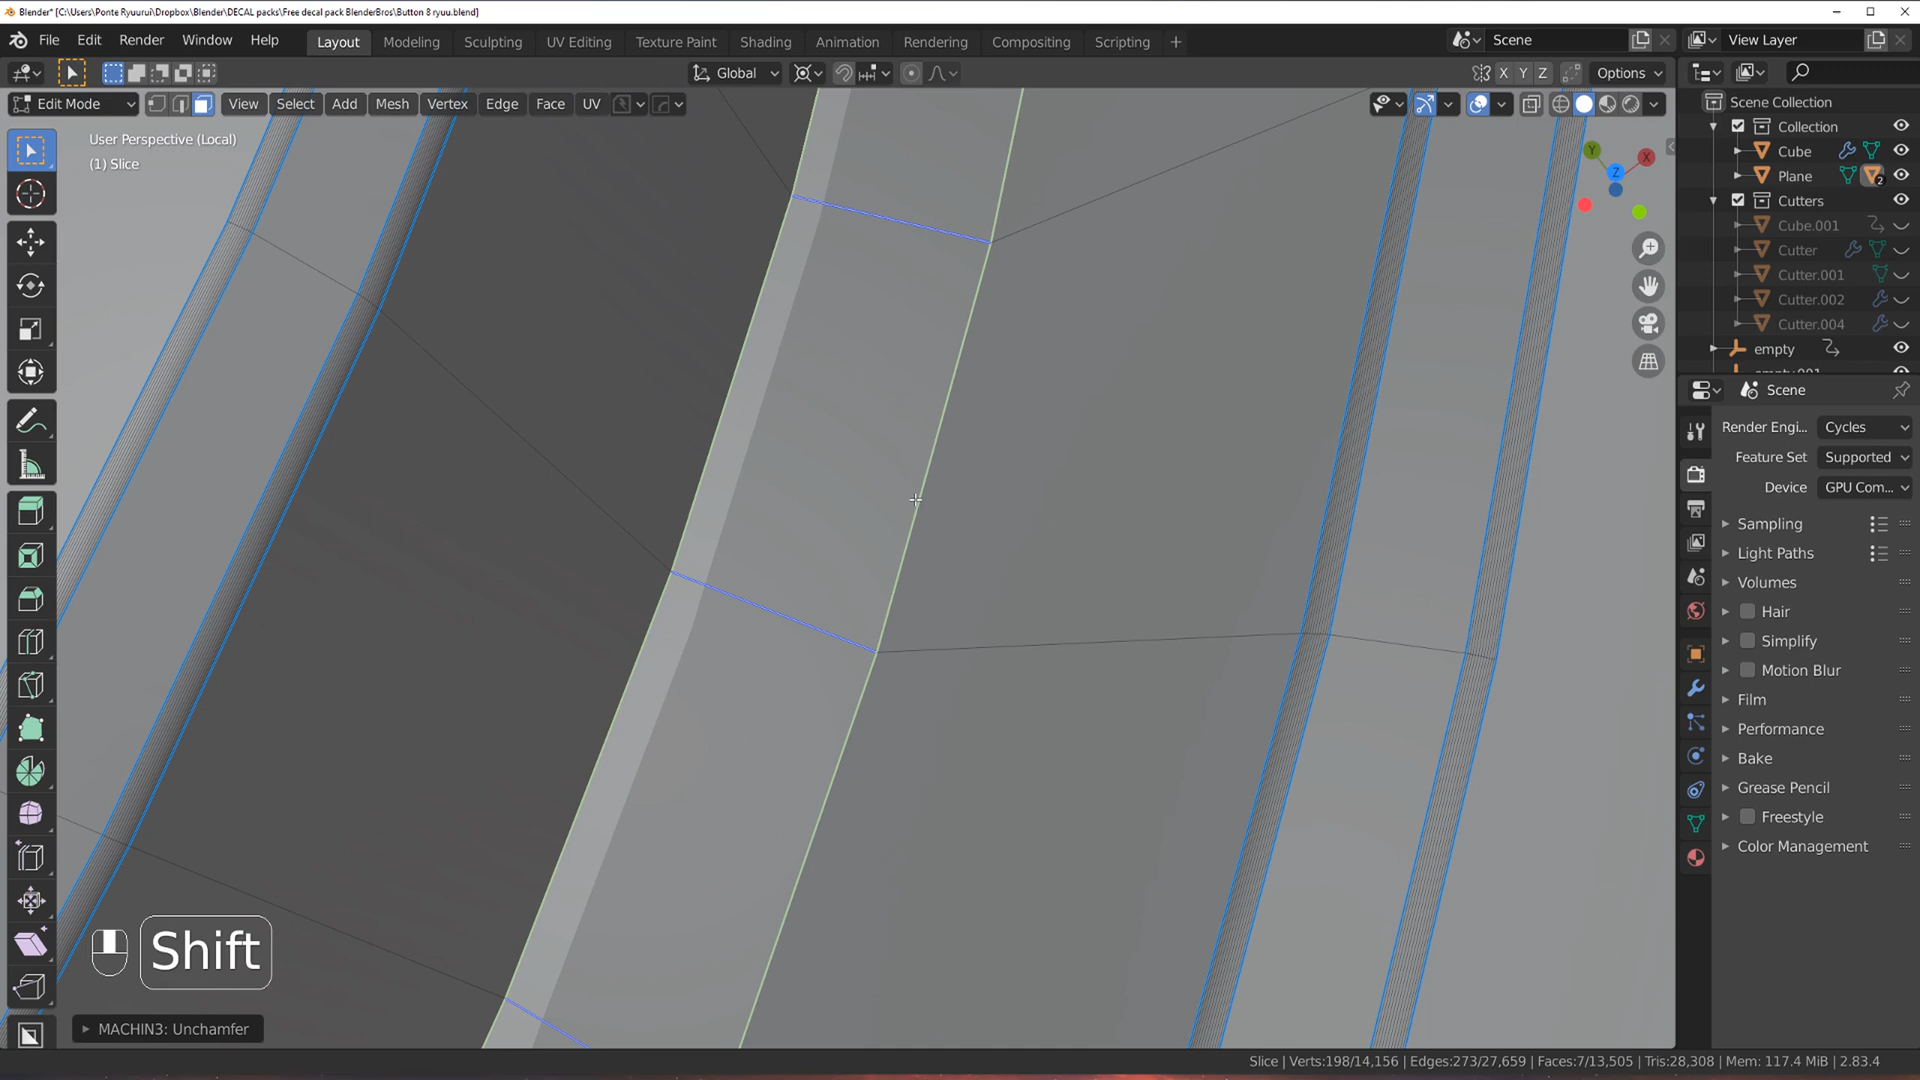 Blender* [C:\Users\Ponte Ryuurui\Dropbox\Blender\DECAL packs\Free decal pack BlenderBros\Button 8 ryuu.blend]
File Edit Render Window Help Layout Modeling Sculpting UV Editing Texture Paint Shading Animation Rendering Compositing Scripting + Scene View Layer
Global X Y Z Options
Edit Mode View Select Add Mesh Vertex Edge Face UV
User Perspective (Local)
(1) Slice
Y X Z
Scene Collection
Collection
Cube
Plane 2
Cutters
Cube.001
Cutter
Cutter.001
Cutter.002
Cutter.004
empty
Scene
Render Engi... Cycles
Feature Set Supported
Device GPU Com...
Sampling
Light Paths
Volumes
Hair
Simplify
Motion Blur
Film
Performance
Bake
Grease Pencil
Freestyle
Color Management
Shift
MACHIN3: Unchamfer
Slice | Verts:198/14,156 | Edges:273/27,659 | Faces:7/13,505 | Tris:28,308 | Mem: 117.4 MiB | 2.83.4